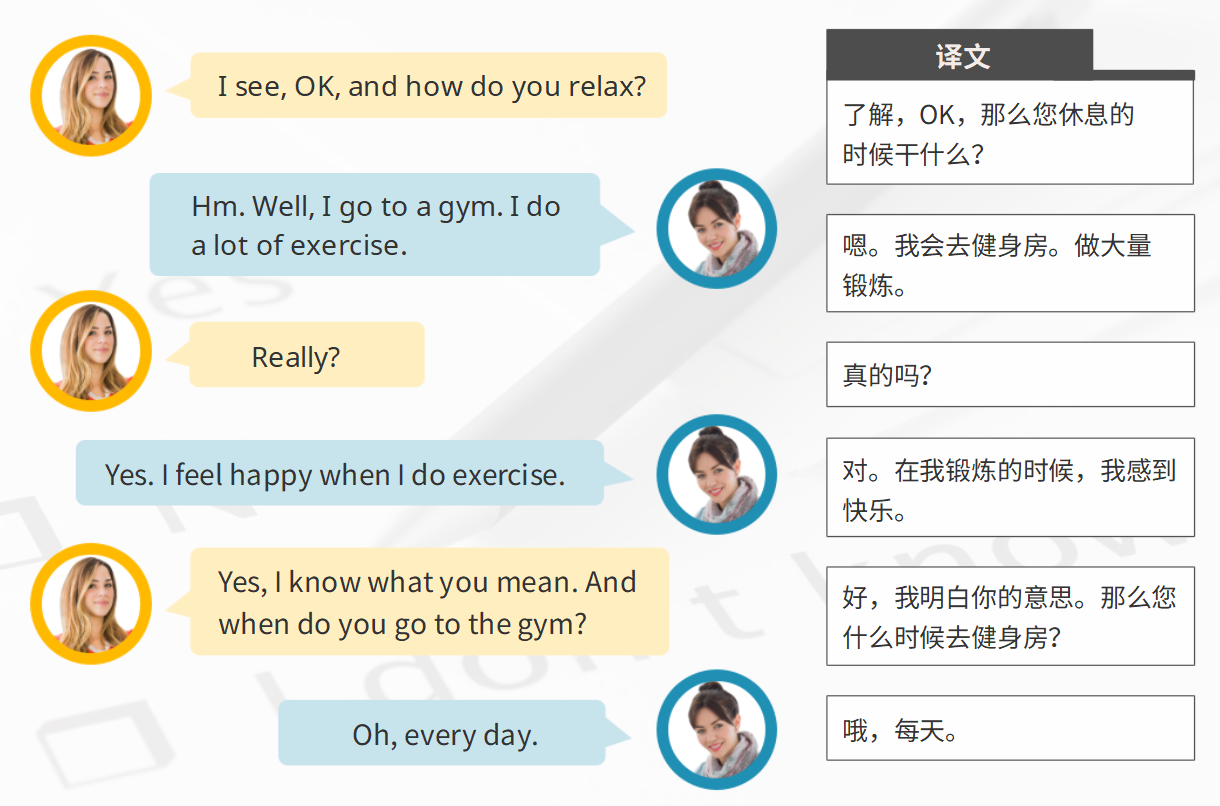 I see, OK, and how do you relax?
Hm. Well, I go to a gym. I do
a lot of exercise.
Really?
Yes. I feel happy when I do exercise.
Yes, I know what you mean. And
when do you go to the gym?
Oh, every day.
译文
了解，OK，那么您休息的
时候干什么？
嗯。我会去健身房。做大量
锻炼。
真的吗？
对。在我锻炼的时候，我感到
快乐。
好，我明白你的意思。那么您
什么时候去健身房？
哦，每天。
Yes
No
I don't know